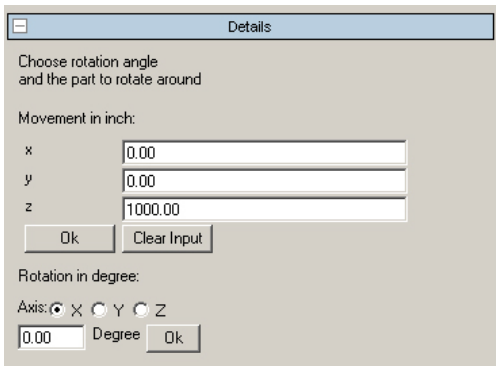 Details
Choose rotation angle
and the part to rotate around
Movement in inch:
x 0.00
y 0.00
z 1000.00
Ok Clear Input
Rotation in degree:
Axis: X Y Z
0.00 Degree Ok